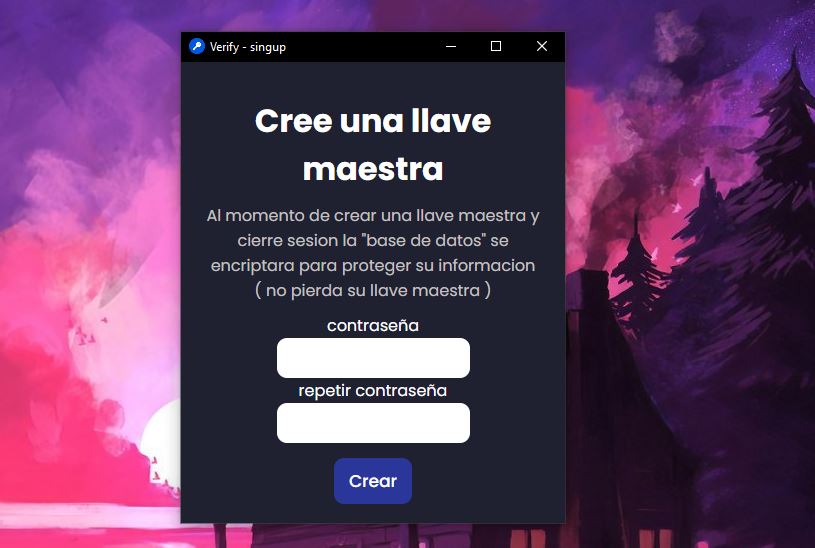 Verify - singup
Cree una llave
maestra
Al momento de crear una llave maestra y
cierre sesion la "base de datos" se
encriptara para proteger su informacion
( no pierda su llave maestra )
contraseña
repetir contraseña
Crear